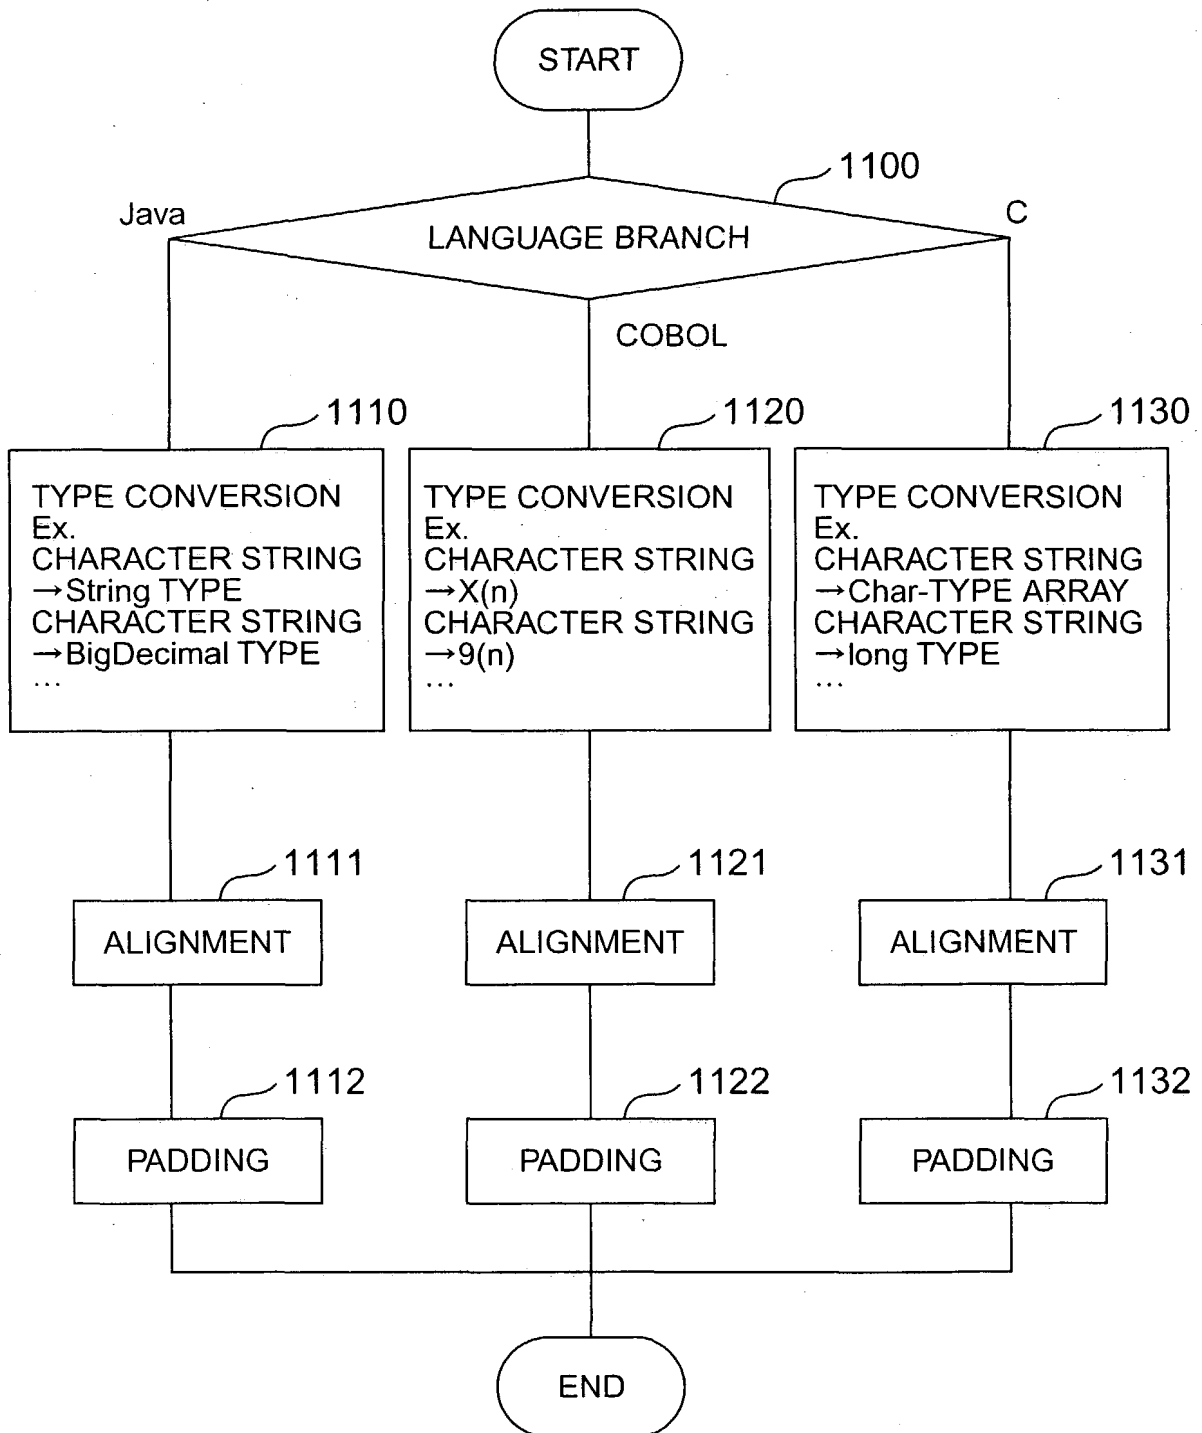 START
1100
Java
C
LANGUAGE BRANCH
COBOL
1110
1120
1130
TYPE CONVERSION
Ex.
CHARACTER STRING
→String TYPE
CHARACTER STRING
→BigDecimal TYPE
...
TYPE CONVERSION
Ex.
CHARACTER STRING
→X(n)
CHARACTER STRING
→9(n)
...
TYPE CONVERSION
Ex.
CHARACTER STRING
→Char-TYPE ARRAY
CHARACTER STRING
→long TYPE
...
1111
1121
1131
ALIGNMENT
ALIGNMENT
ALIGNMENT
1112
1122
1132
PADDING
PADDING
PADDING
END